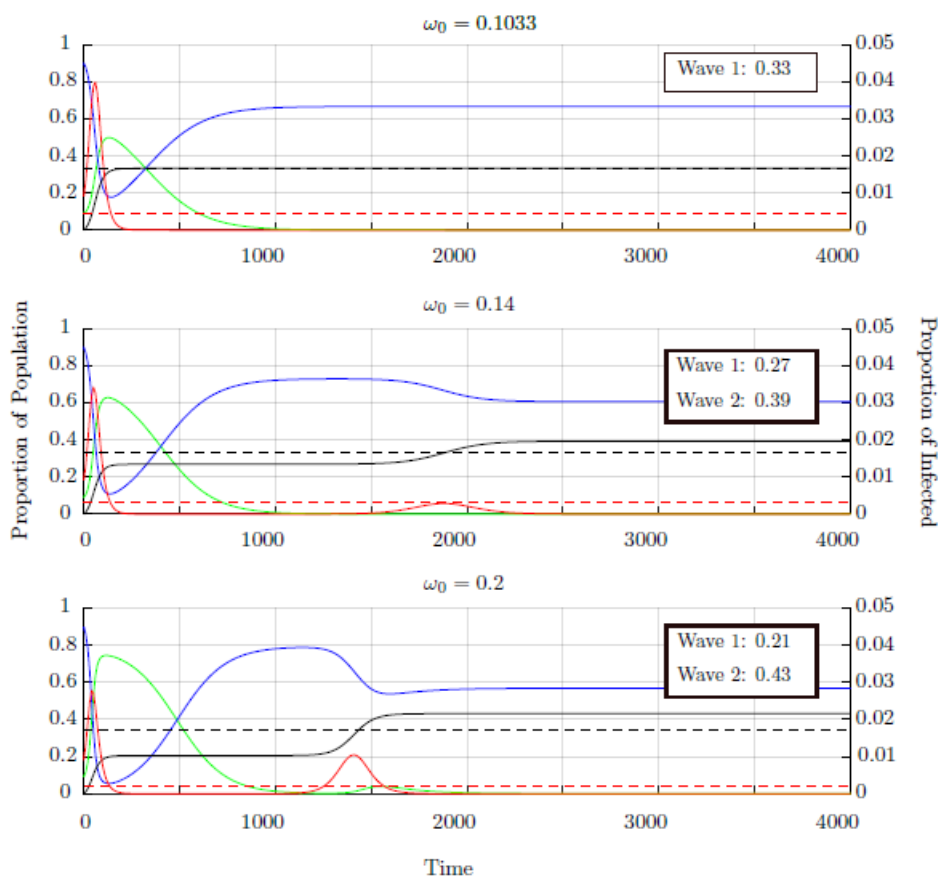 ω₀ = 0.1033
1
0.8
0.6
0.4
0.2
0
0.05
0.04
0.03
0.02
0.01
0
Wave 1: 0.33
0 1000 2000 3000 4000
ω₀ = 0.14
1
0.8
0.6
0.4
0.2
0
0.05
0.04
0.03
0.02
0.01
0
Wave 1: 0.27
Wave 2: 0.39
0 1000 2000 3000 4000
Proportion of Population
Proportion of Infected
ω₀ = 0.2
1
0.8
0.6
0.4
0.2
0
0.05
0.04
0.03
0.02
0.01
0
Wave 1: 0.21
Wave 2: 0.43
0 1000 2000 3000 4000
Time